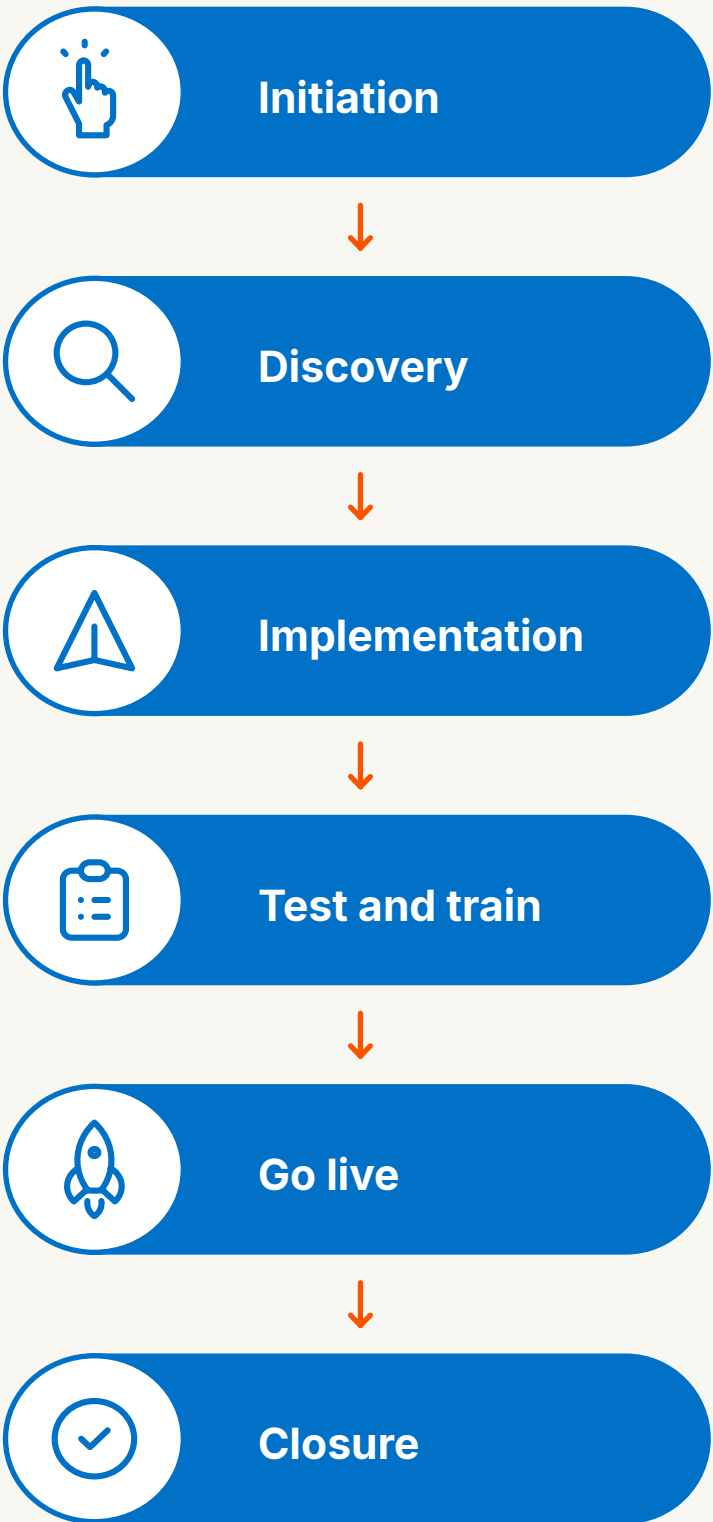 Initiation
Discovery
Implementation
Test and train
Go live
Closure